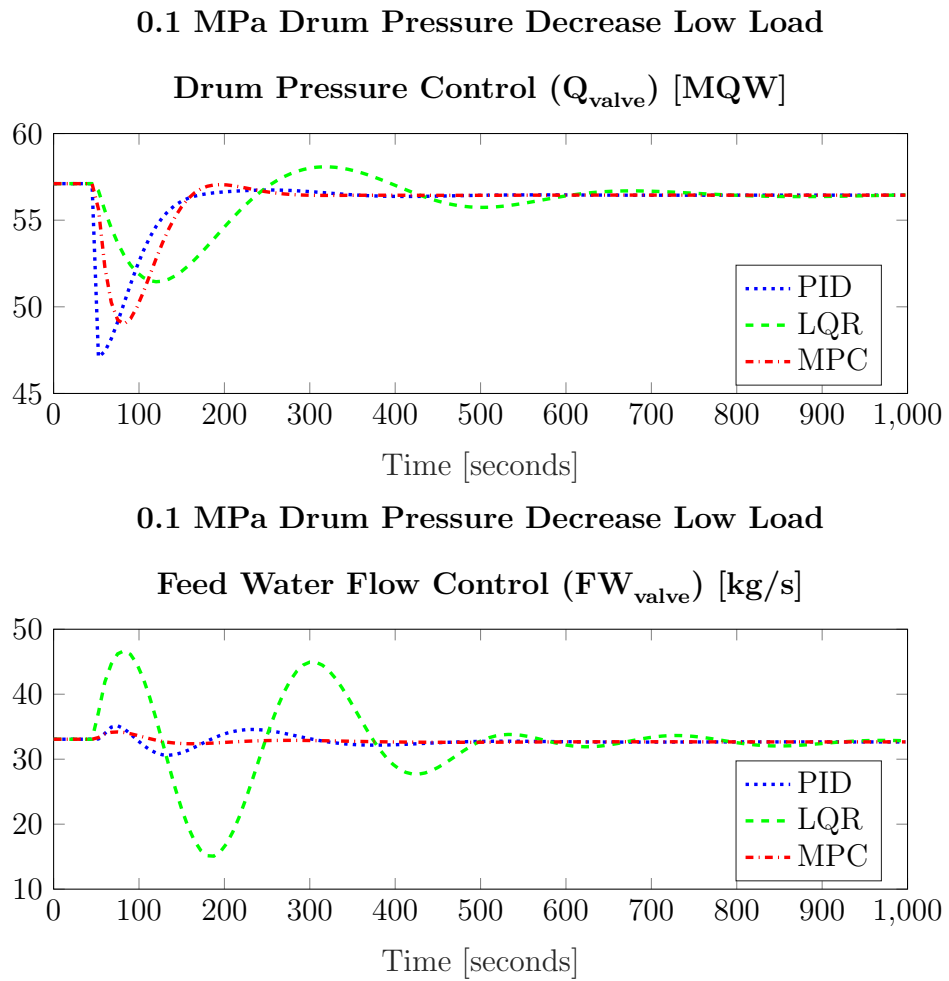 0.1 MPa Drum Pressure Decrease Low Load
Drum Pressure Control (Qvalve) [MQW]
60
55
50
45
PID
LQR
MPC
0 100 200 300 400 500 600 700 800 900 1,000
Time [seconds]
0.1 MPa Drum Pressure Decrease Low Load
Feed Water Flow Control (FWvalve) [kg/s]
50
40
30
20
10
PID
LQR
MPC
0 100 200 300 400 500 600 700 800 900 1,000
Time [seconds]